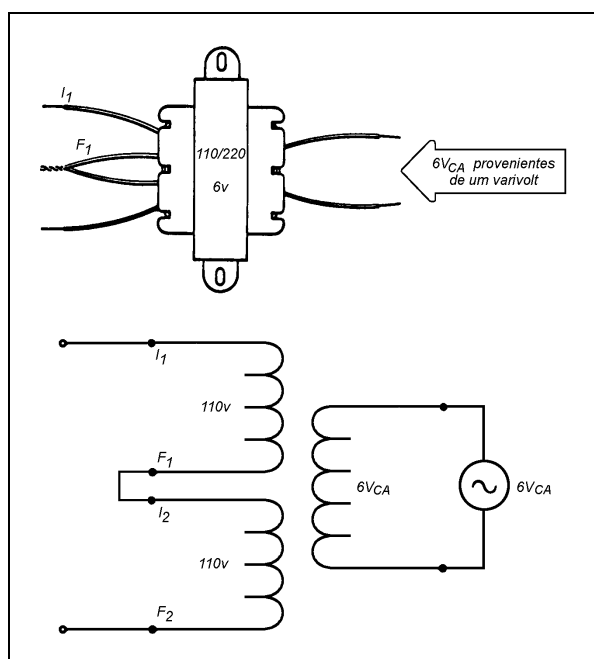 I1
F1
110/220
6v
6VCA provenientes
de um varivolt
I1
110v
F1
I2
6VCA
6VCA
110v
F2